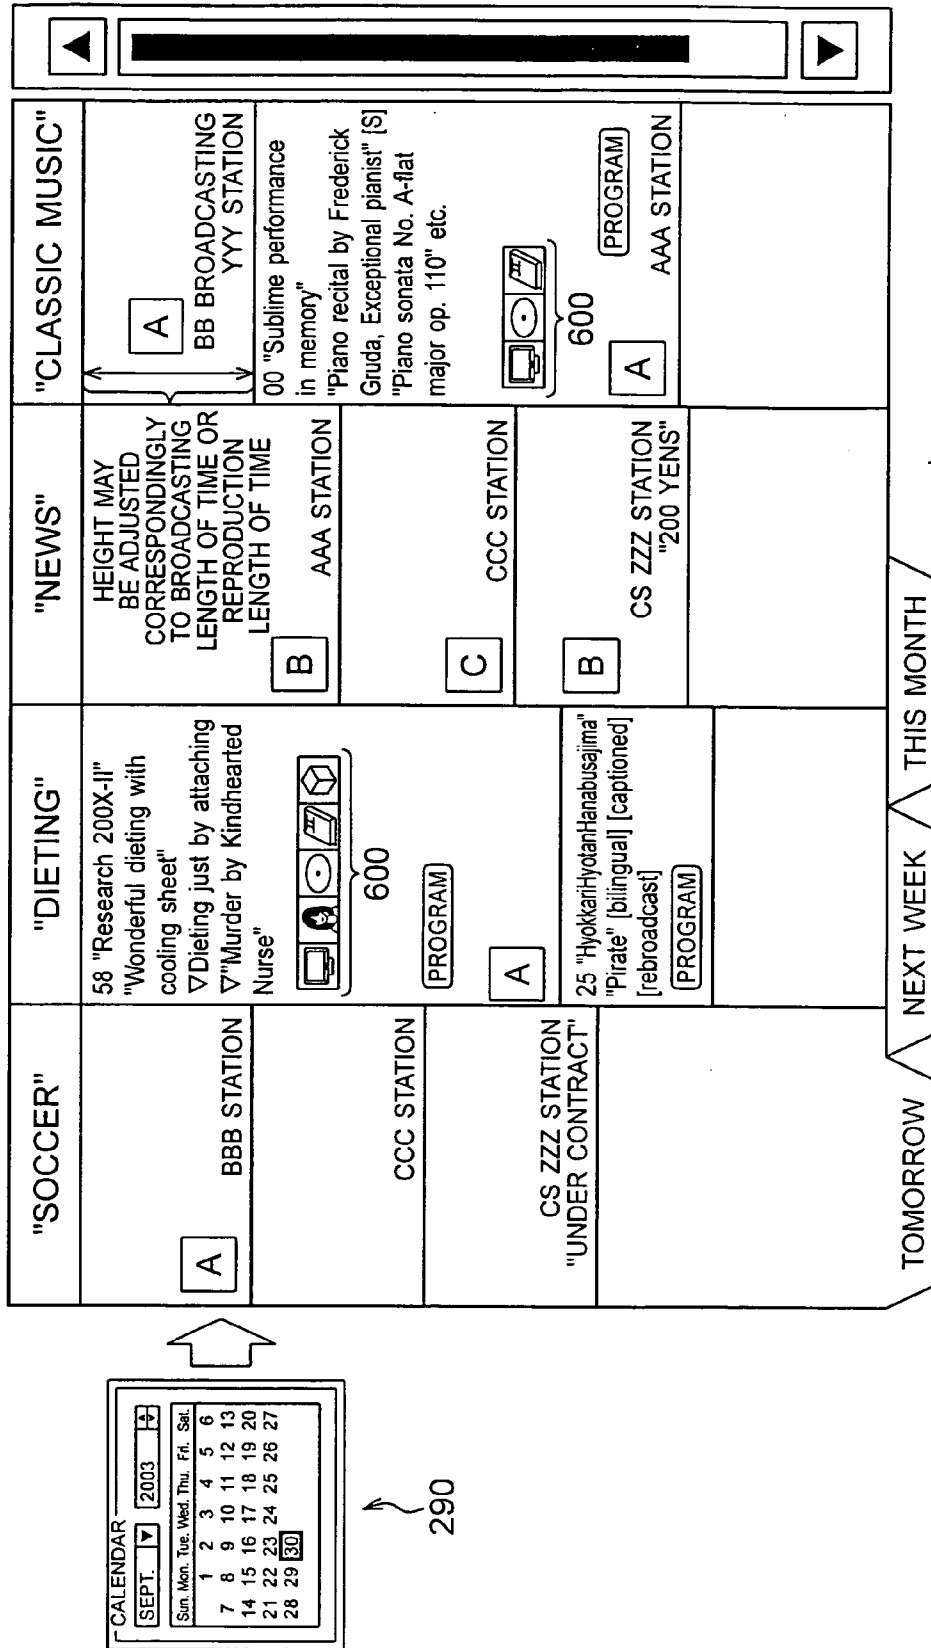 CALENDAR
SEPT. ▼ 2003
Sun. Mon. Tue. Wed. Thu. Fri. Sat.
1 2 3 4 5 6
7 8 9 10 11 12 13
14 15 16 17 18 19 20
21 22 23 24 25 26 27
28 29 30
290
"SOCCER"
A
BBB STATION
CCC STATION
CS ZZZ STATION
"UNDER CONTRACT"
"DIETING"
58 "Research 200X-II"
"Wonderful dieting with
cooling sheet"
▽Dieting just by attaching
▽"Murder by Kindhearted
Nurse"
600
PROGRAM
A
25 "HyokkariHyotanHanabusajima"
"Pirate" [bilingual] [captioned]
[rebroadcast]
PROGRAM
"NEWS"
HEIGHT MAY
BE ADJUSTED
CORRESPONDINGLY
TO BROADCASTING
LENGTH OF TIME OR
REPRODUCTION
LENGTH OF TIME
B
AAA STATION
C
CCC STATION
B
CS ZZZ STATION
"200 YENS"
"CLASSIC MUSIC"
A
BB BROADCASTING
YYY STATION
00 "Sublime performance
in memory"
"Piano recital by Frederick
Gruda, Exceptional pianist" [S]
"Piano sonata No. A-flat
major op. 110" etc.
600
PROGRAM
A
AAA STATION
TOMORROW
NEXT WEEK
THIS MONTH